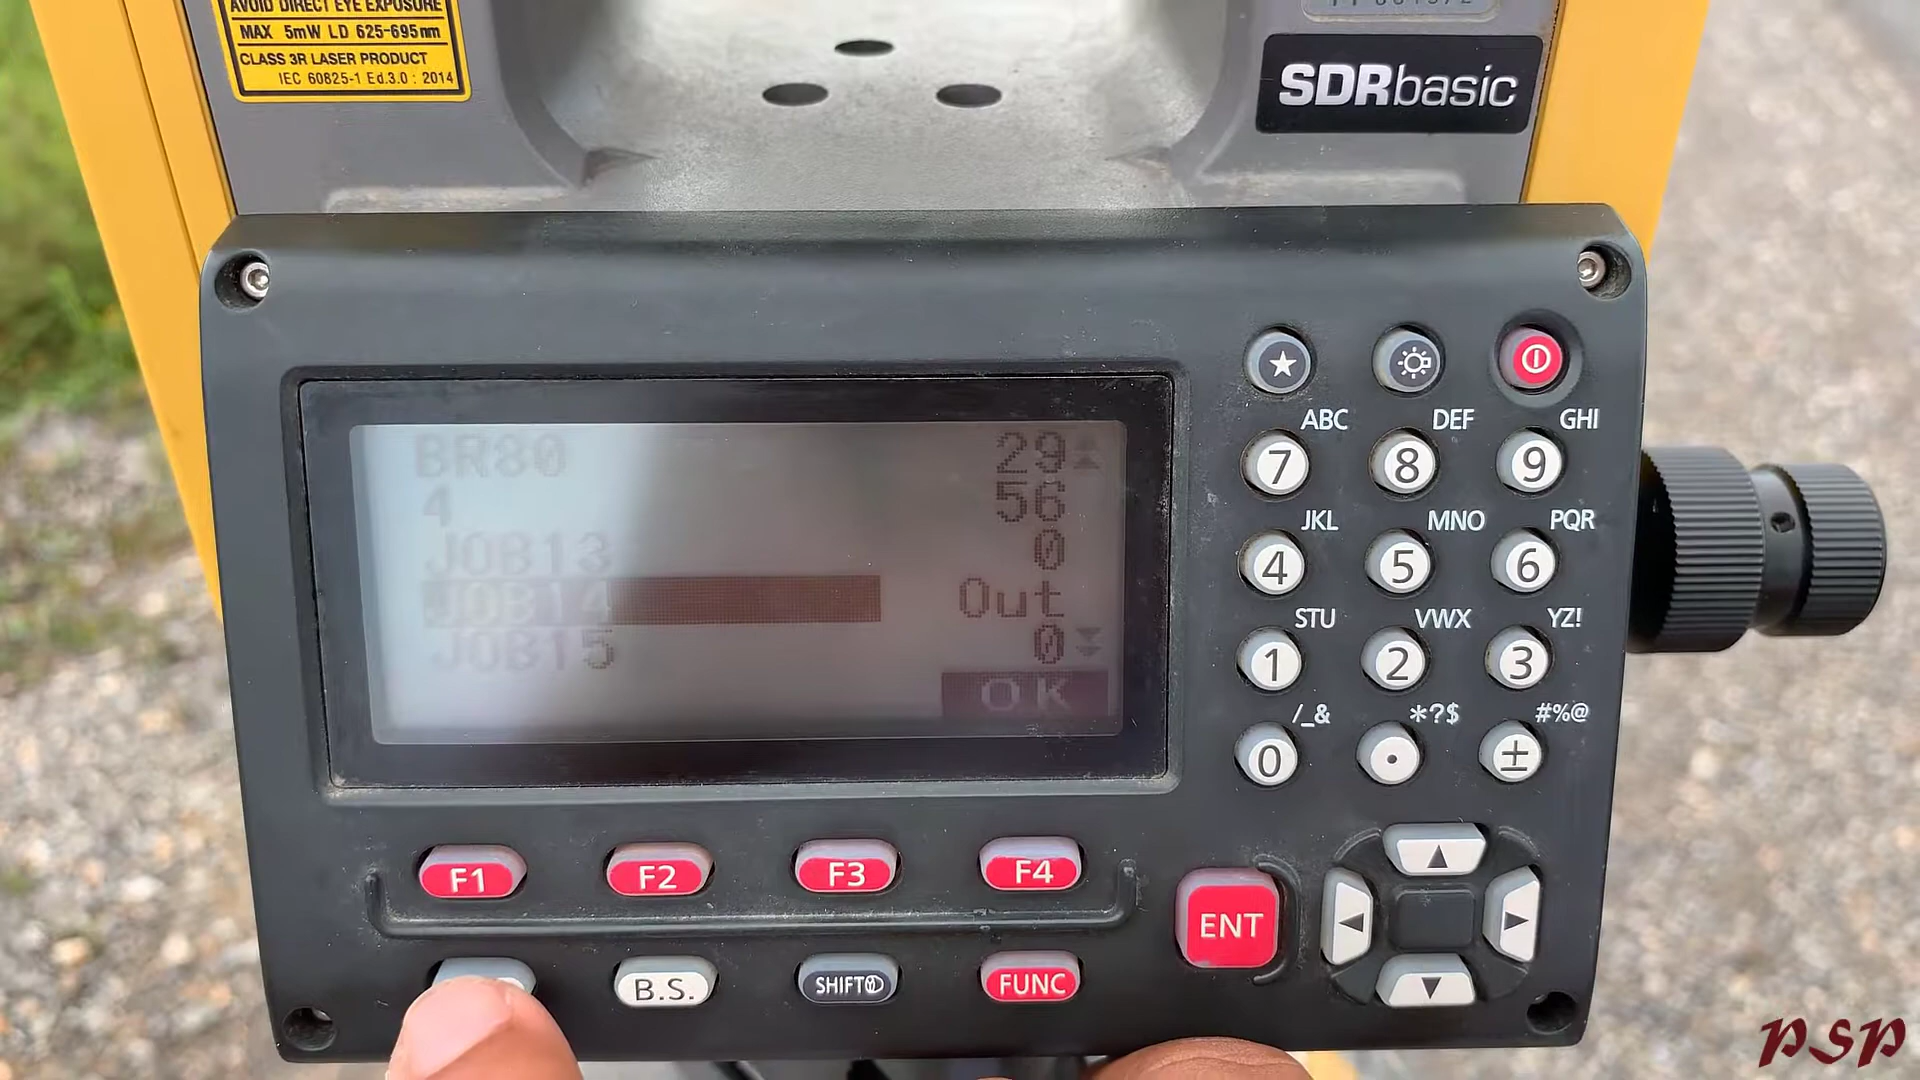 AVOID DIRECT EYE EXPOSURE
MAX 5mW LD 625-695nm
CLASS 3R LASER PRODUCT
IEC 60825-1 Ed.3.0 : 2014
SDRbasic
BR80 29
4 56
JOB13 0
JOB14 Out
JOB15 0
OK
ABC DEF GHI
7 8 9
JKL MNO PQR
4 5 6
STU VWX YZ!
1 2 3
/_& *?$ #%@
0 . ±
F1 F2 F3 F4
ENT
B.S. SHIFT FUNC
PSP